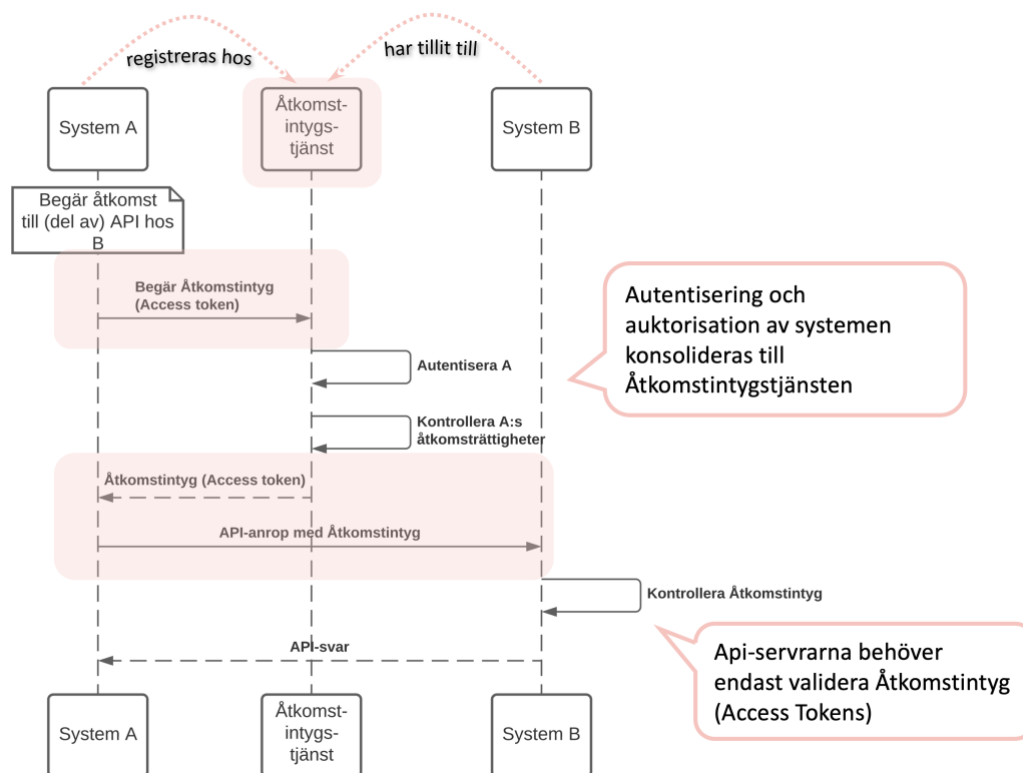 registreras hos
har tillit till
System A
Åtkomst-
intygs-
tjänst
System B
Begär åtkomst
till (del av) API hos
B
Begär Åtkomstintyg
(Access token)
Autentisering och
auktorisation av systemen
konsolideras till
Åtkomstintygstjänsten
Autentisera A
Kontrollera A:s
åtkomsträttigheter
Åtkomstintyg (Access token)
API-anrop med Åtkomstintyg
Kontrollera Åtkomstintyg
API-svar
Api-servrarna behöver
endast validera Åtkomstintyg
(Access Tokens)
System A
Åtkomst-
intygs-
tjänst
System B